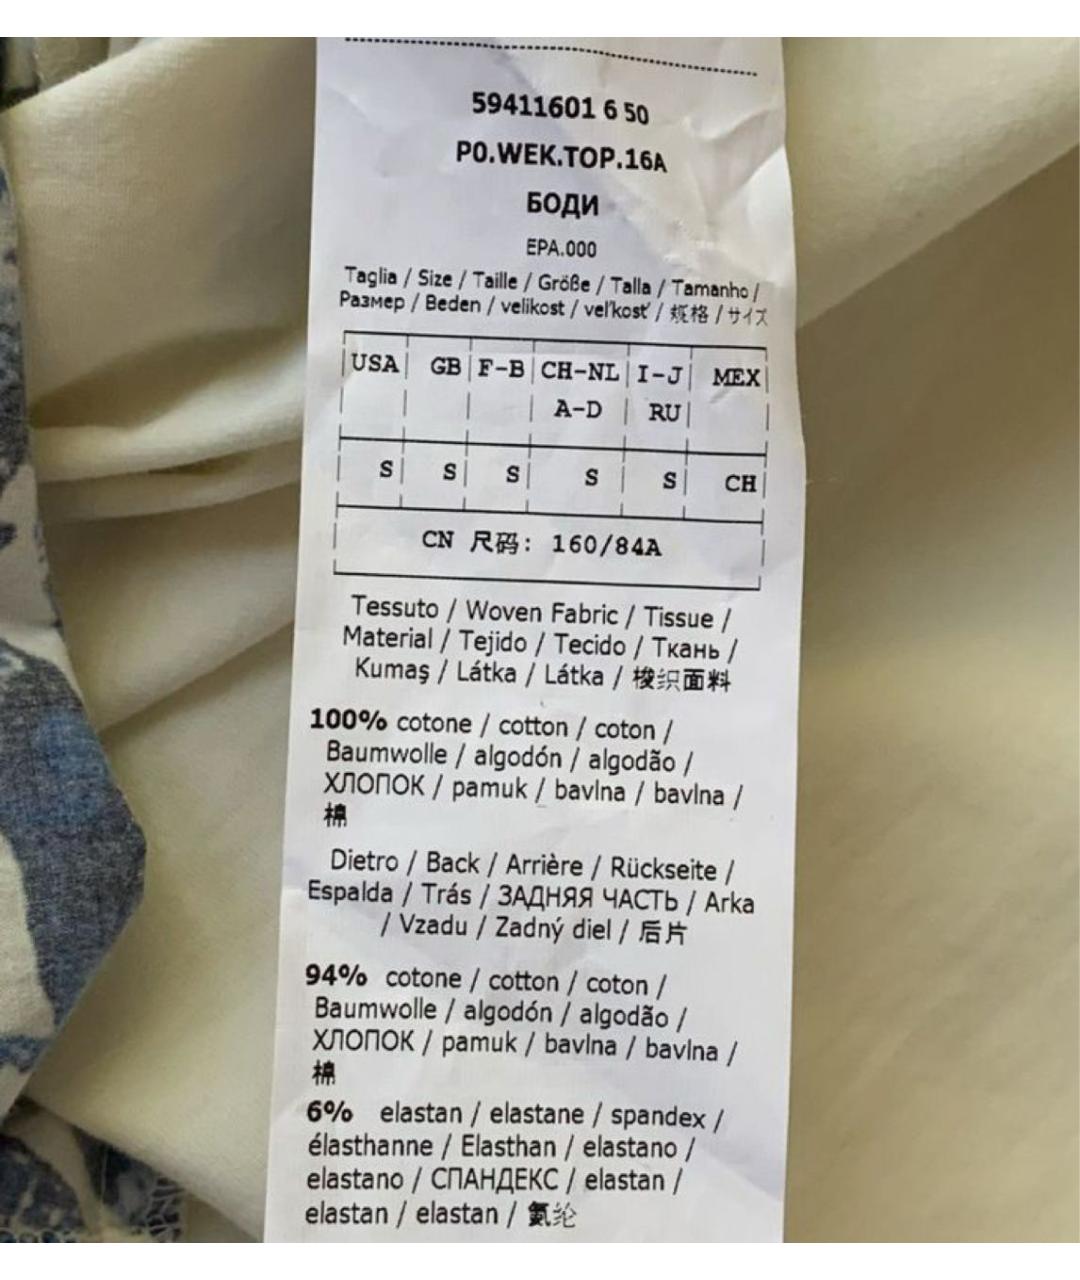 59411601 6 50
PO.WEK.TOP.16A
БОДИ
EPA.000
Taglia / Size / Taille / Größe / Talla / Tamanho /
Размер / Beden / velikost / veľkosť / 规格 / サイズ
USA GB F-B CH-NL I-J MEX
A-D RU
S S S S S CH
CN 尺码: 160/84A
Tessuto / Woven Fabric / Tissue /
Material / Tejido / Tecido / Ткань /
Kumaş / Látka / Látka / 梭织面料
100% cotone / cotton / coton /
Baumwolle / algodón / algodão /
ХЛОПОК / pamuk / bavlna / bavlna /
棉
Dietro / Back / Arrière / Rückseite /
Espalda / Trás / ЗАДНЯЯ ЧАСТЬ / Arka
/ Vzadu / Zadný diel / 后片
94% cotone / cotton / coton /
Baumwolle / algodón / algodão /
ХЛОПОК / pamuk / bavlna / bavlna /
棉
6% elastan / elastane / spandex /
élasthanne / Elasthan / elastano /
elastano / СПАНДЕКС / elastan /
elastan / elastan / 氨纶